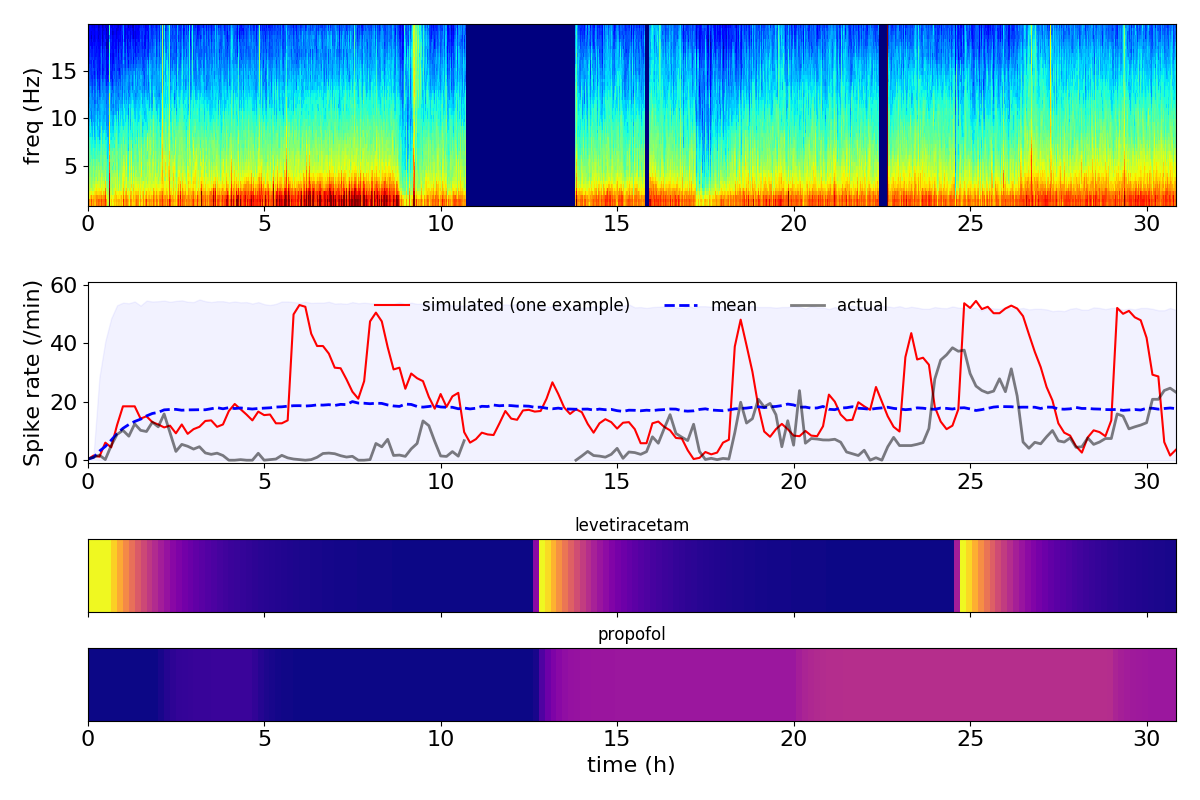 freq (Hz)
15
10
5
0 5 10 15 20 25 30
Spike rate (/min)
60
40
20
0
simulated (one example) mean actual
0 5 10 15 20 25 30
levetiracetam
propofol
0 5 10 15 20 25 30
time (h)